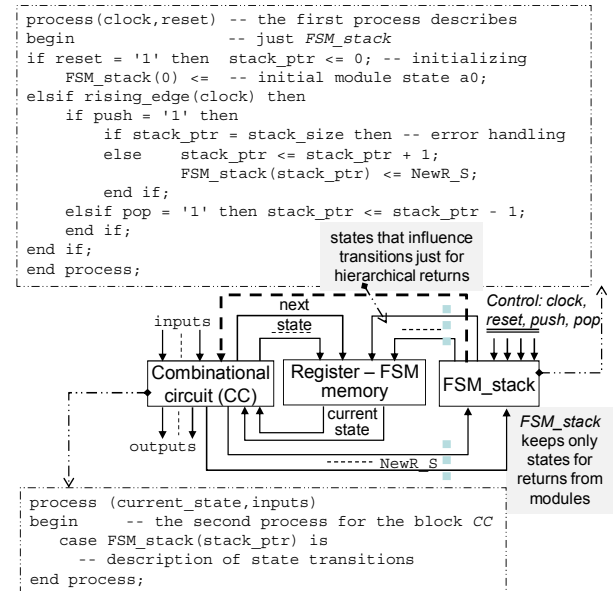 process(clock,reset) -- the first process describes
begin -- just FSM_stack
if reset = '1' then stack_ptr <= 0; -- initializing
FSM_stack(0) <= -- initial module state a0;
elsif rising_edge(clock) then
if push = '1' then
if stack_ptr = stack_size then -- error handling
else stack_ptr <= stack_ptr + 1;
FSM_stack(stack_ptr) <= NewR_S;
end if;
elsif pop = '1' then stack_ptr <= stack_ptr - 1;
end if;
end if;
end process;
states that influence
transitions just for
hierarchical returns
next
state
inputs
Control: clock,
reset, push, pop
Combinational
circuit (CC)
Register – FSM
memory
FSM_stack
current
state
outputs
NewR_S
FSM_stack
keeps only
states for
returns from
modules
process (current_state,inputs)
begin -- the second process for the block CC
case FSM_stack(stack_ptr) is
-- description of state transitions
end process;